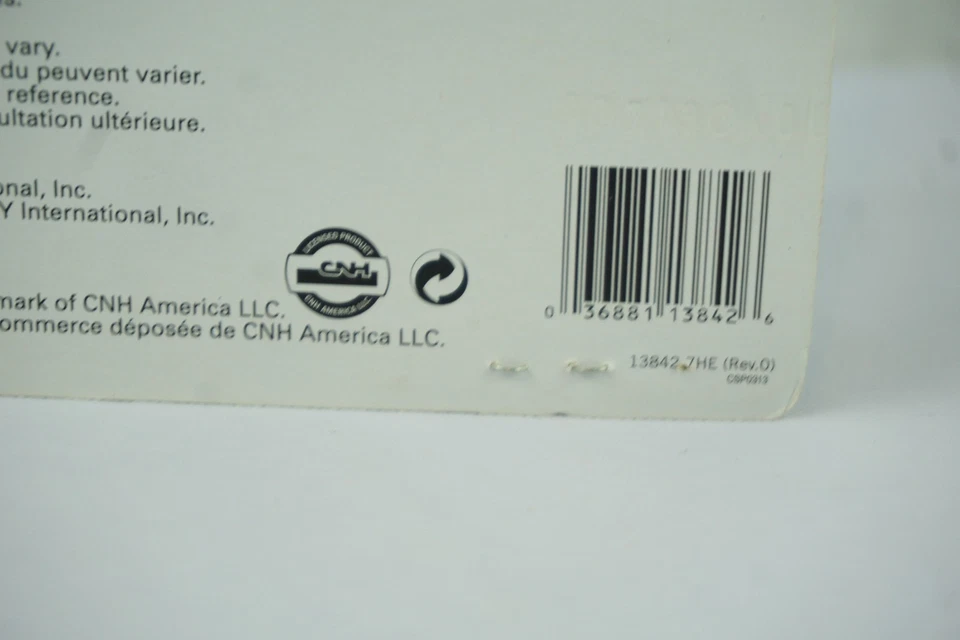 vary.
du peuvent varier.
reference.
ultation ultérieure.
onal, Inc.
Y International, Inc.
LICENSED PRODUCT
CNH
CNH AMERICA LLC
mark of CNH America LLC.
ommerce déposée de CNH America LLC.
0 36881 13842 6
13842-7HE (Rev.0)
CSP0313